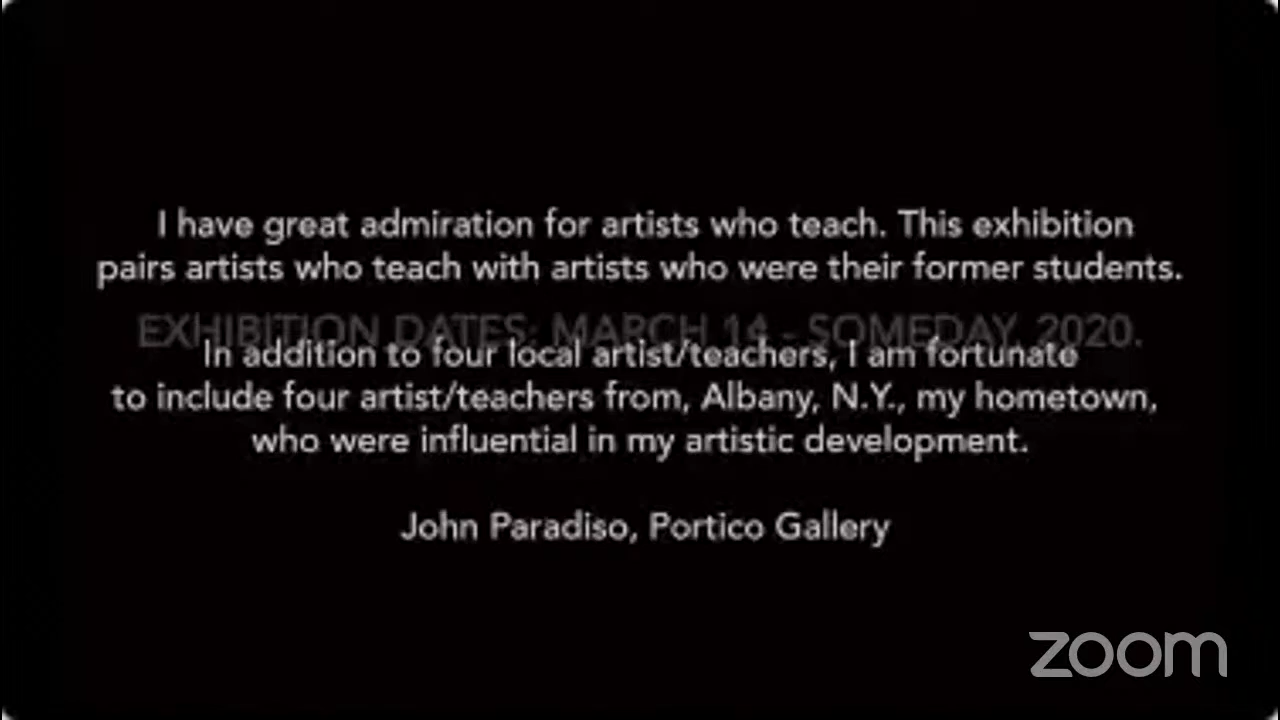 I have great admiration for artists who teach. This exhibition
pairs artists who teach with artists who were their former students.
EXHIBITION DATES: MARCH 14 - SOMEDAY, 2020.
In addition to four local artist/teachers, I am fortunate
to include four artist/teachers from, Albany, N.Y., my hometown,
who were influential in my artistic development.
John Paradiso, Portico Gallery
zoom